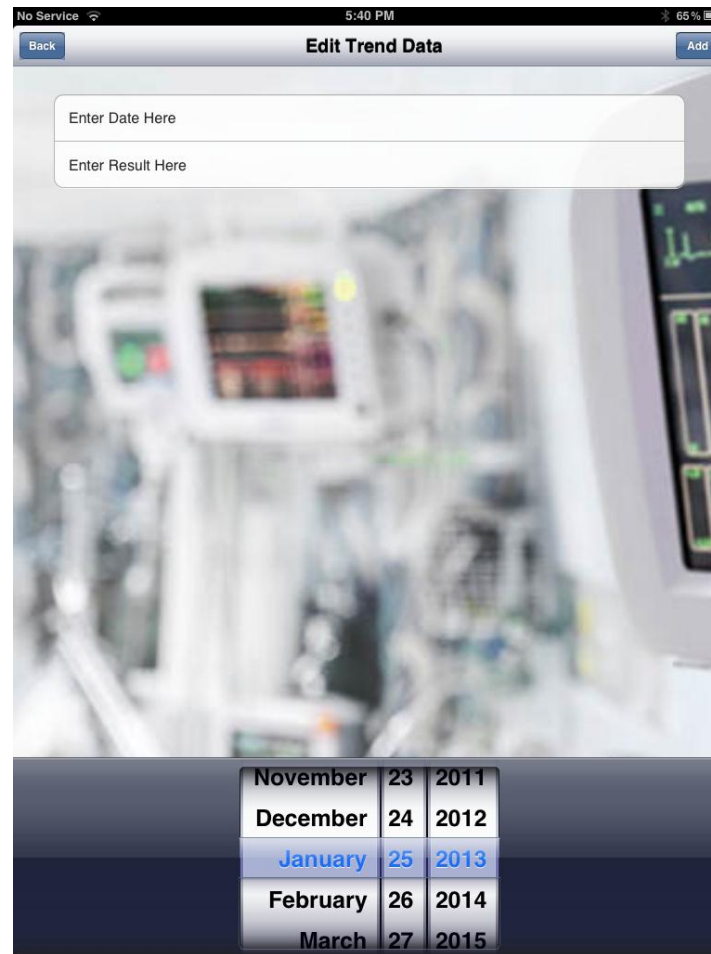 No Service 5:40 PM 65%
Back Edit Trend Data Add
Enter Date Here
Enter Result Here
November 23 2011
December 24 2012
January 25 2013
February 26 2014
March 27 2015